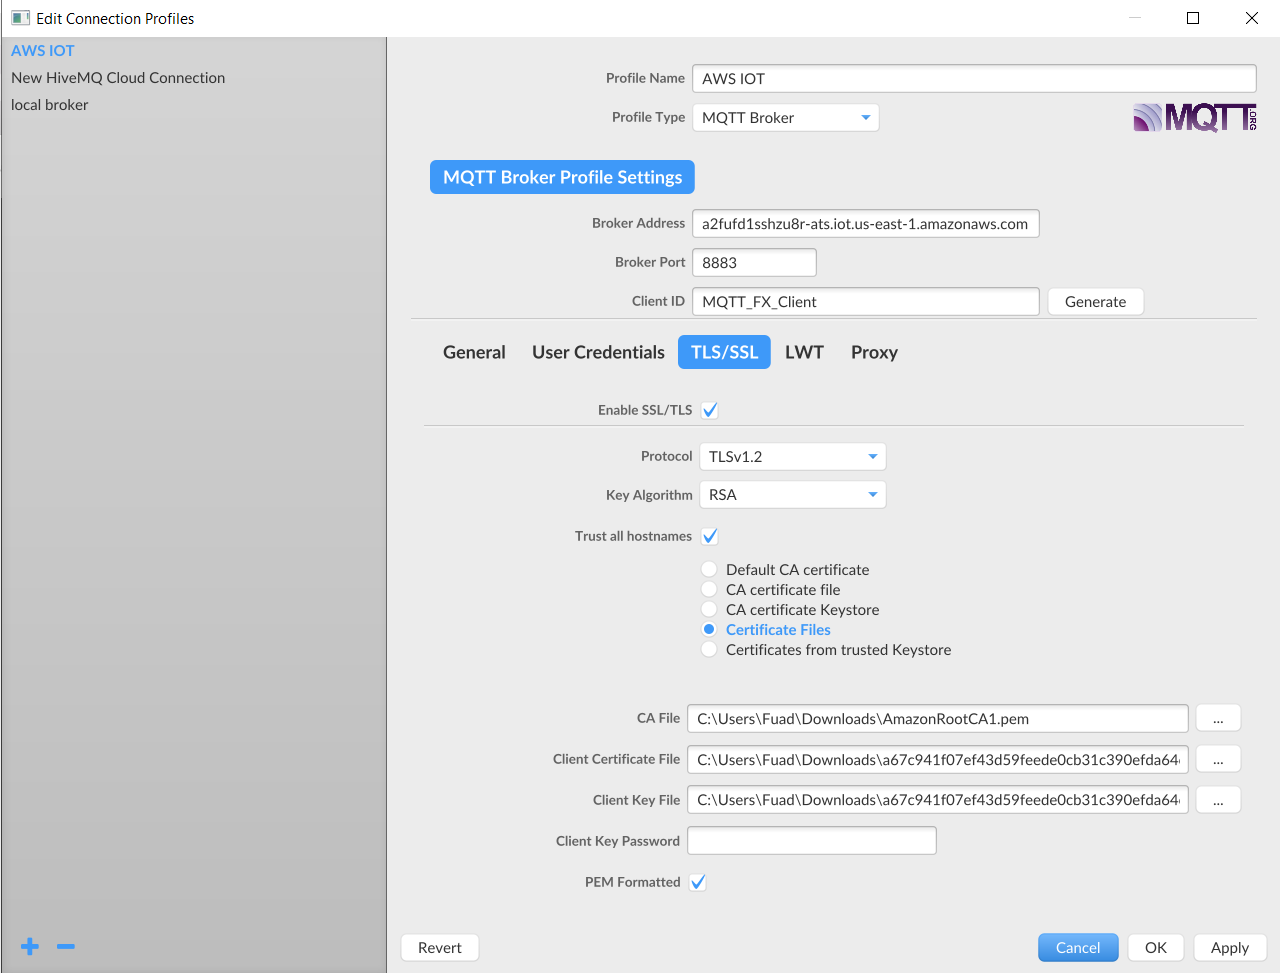 Edit Connection Profiles
AWS IOT
New HiveMQ Cloud Connection
local broker
Profile Name AWS IOT
Profile Type MQTT Broker
MQTT.ORG
MQTT Broker Profile Settings
Broker Address a2fufd1sshzu8r-ats.iot.us-east-1.amazonaws.com
Broker Port 8883
Client ID MQTT_FX_Client Generate
General User Credentials TLS/SSL LWT Proxy
Enable SSL/TLS
Protocol TLSv1.2
Key Algorithm RSA
Trust all hostnames
Default CA certificate
CA certificate file
CA certificate Keystore
Certificate Files
Certificates from trusted Keystore
CA File C:\Users\Fuad\Downloads\AmazonRootCA1.pem ...
Client Certificate File C:\Users\Fuad\Downloads\a67c941f07ef43d59feede0cb31c390efda64 ...
Client Key File C:\Users\Fuad\Downloads\a67c941f07ef43d59feede0cb31c390efda64 ...
Client Key Password
PEM Formatted
Revert Cancel OK Apply